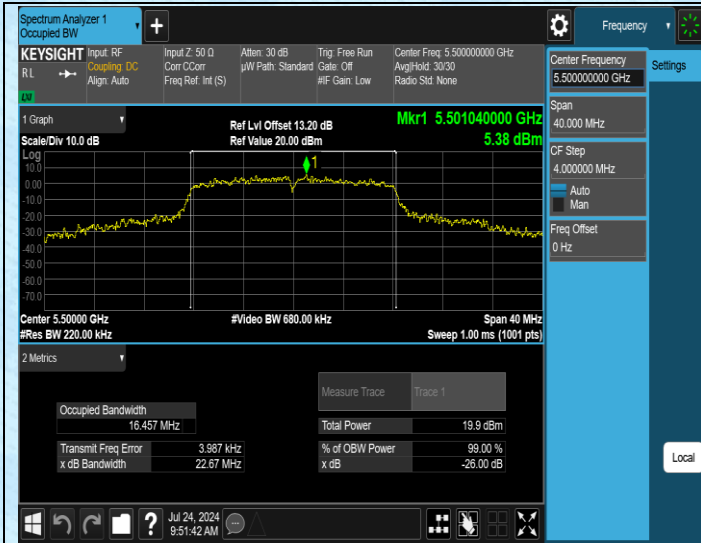 Spectrum Analyzer 1
Occupied BW
Frequency
KEYSIGHT
RL
LXI
Input: RF
Coupling: DC
Align: Auto
Input Z: 50 Ω
Corr CCorr
Freq Ref: Int (S)
Atten: 30 dB
µW Path: Standard
Trig: Free Run
Gate: Off
#IF Gain: Low
Center Freq: 5.500000000 GHz
Avg|Hold: 30/30
Radio Std: None
Center Frequency
5.500000000 GHz
Settings
Span
40.000 MHz
CF Step
4.000000 MHz
Auto
Man
Freq Offset
0 Hz
1 Graph
Scale/Div 10.0 dB
Ref Lvl Offset 13.20 dB
Ref Value 20.00 dBm
Mkr1 5.501040000 GHz
5.38 dBm
Log
10.0
0.00
-10.0
-20.0
-30.0
-40.0
-50.0
-60.0
-70.0
1
Center 5.50000 GHz
#Video BW 680.00 kHz
Span 40 MHz
#Res BW 220.00 kHz
Sweep 1.00 ms (1001 pts)
2 Metrics
Measure Trace
Trace 1
Occupied Bandwidth
16.457 MHz
Total Power
19.9 dBm
Transmit Freq Error
3.987 kHz
% of OBW Power
99.00 %
x dB Bandwidth
22.67 MHz
x dB
-26.00 dB
Local
?
Jul 24, 2024
9:51:42 AM